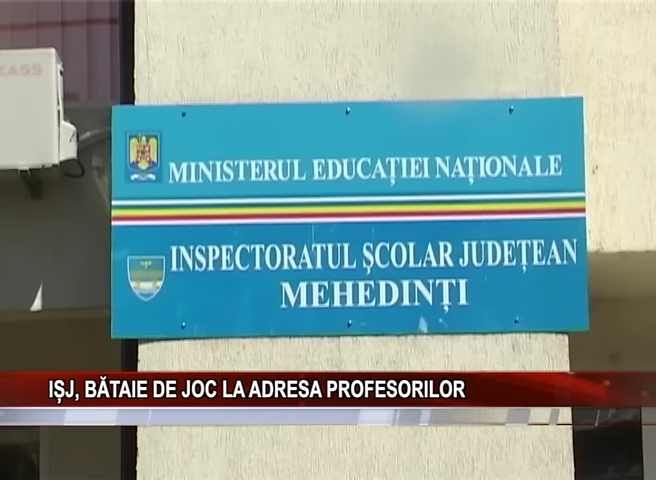 MINISTERUL EDUCAȚIEI NAȚIONALE
INSPECTORATUL ȘCOLAR JUDEȚEAN
MEHEDINȚI
IȘJ, BĂTAIE DE JOC LA ADRESA PROFESORILOR